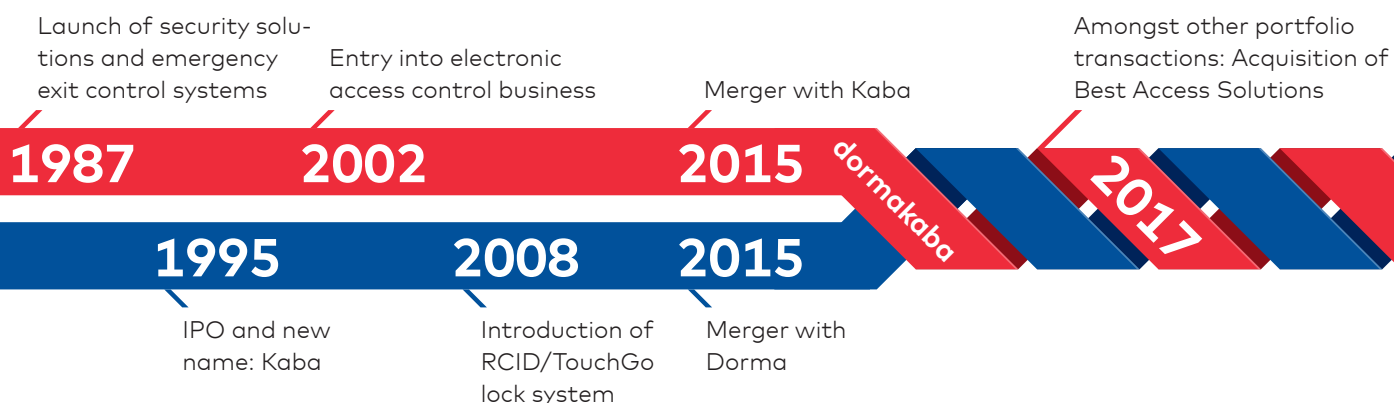 Launch of security solu-
tions and emergency
exit control systems
Entry into electronic
access control business
Merger with Kaba
Amongst other portfolio
transactions: Acquisition of
Best Access Solutions
1987
2002
2015
dormakaba
2017
1995
2008
2015
IPO and new
name: Kaba
Introduction of
RCID/TouchGo
lock system
Merger with
Dorma